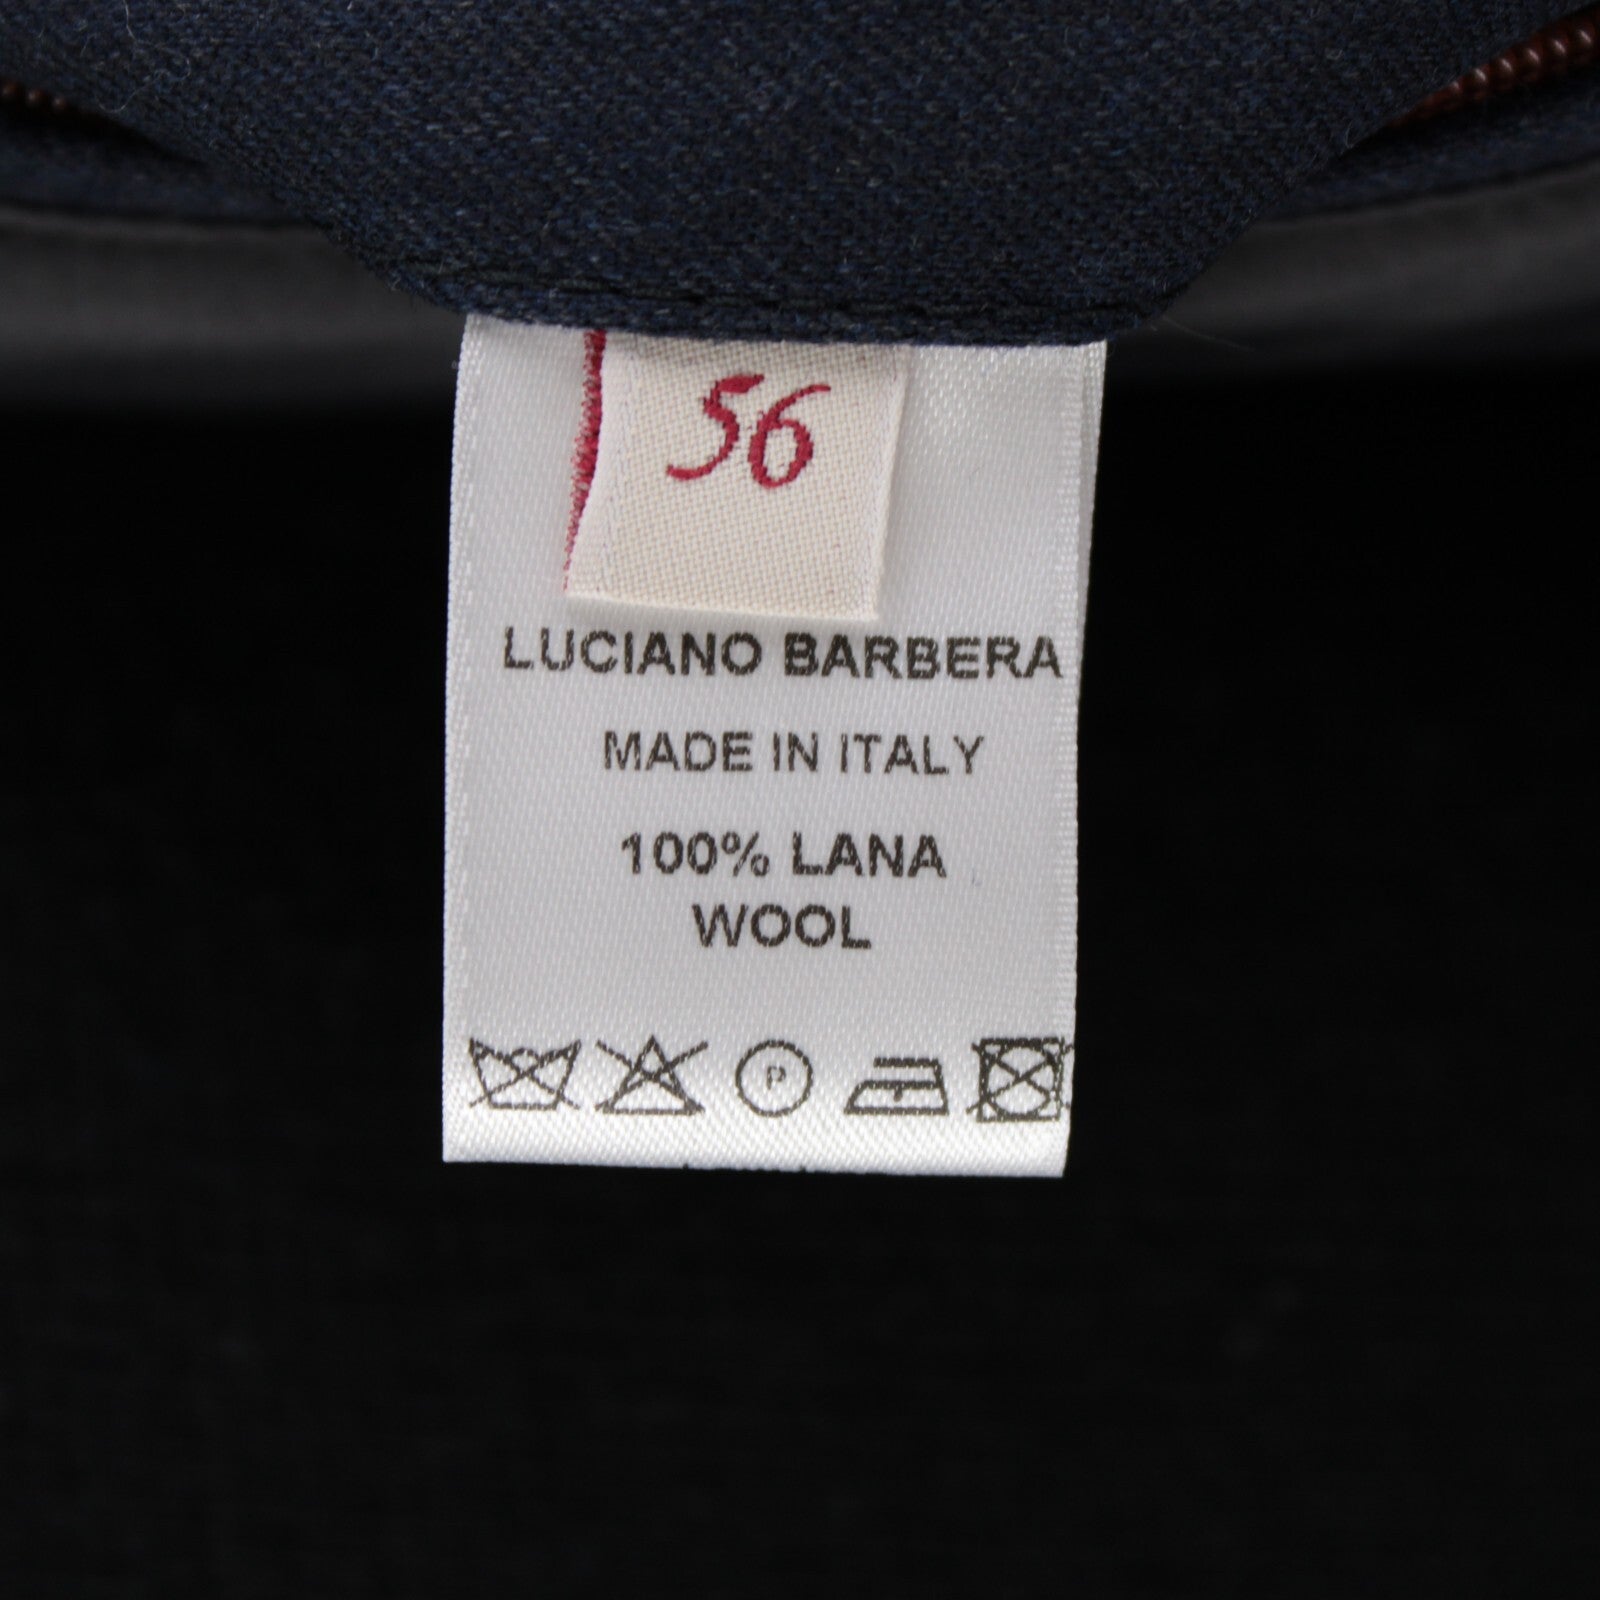 56
LUCIANO BARBERA
MADE IN ITALY
100% LANA
WOOL
P